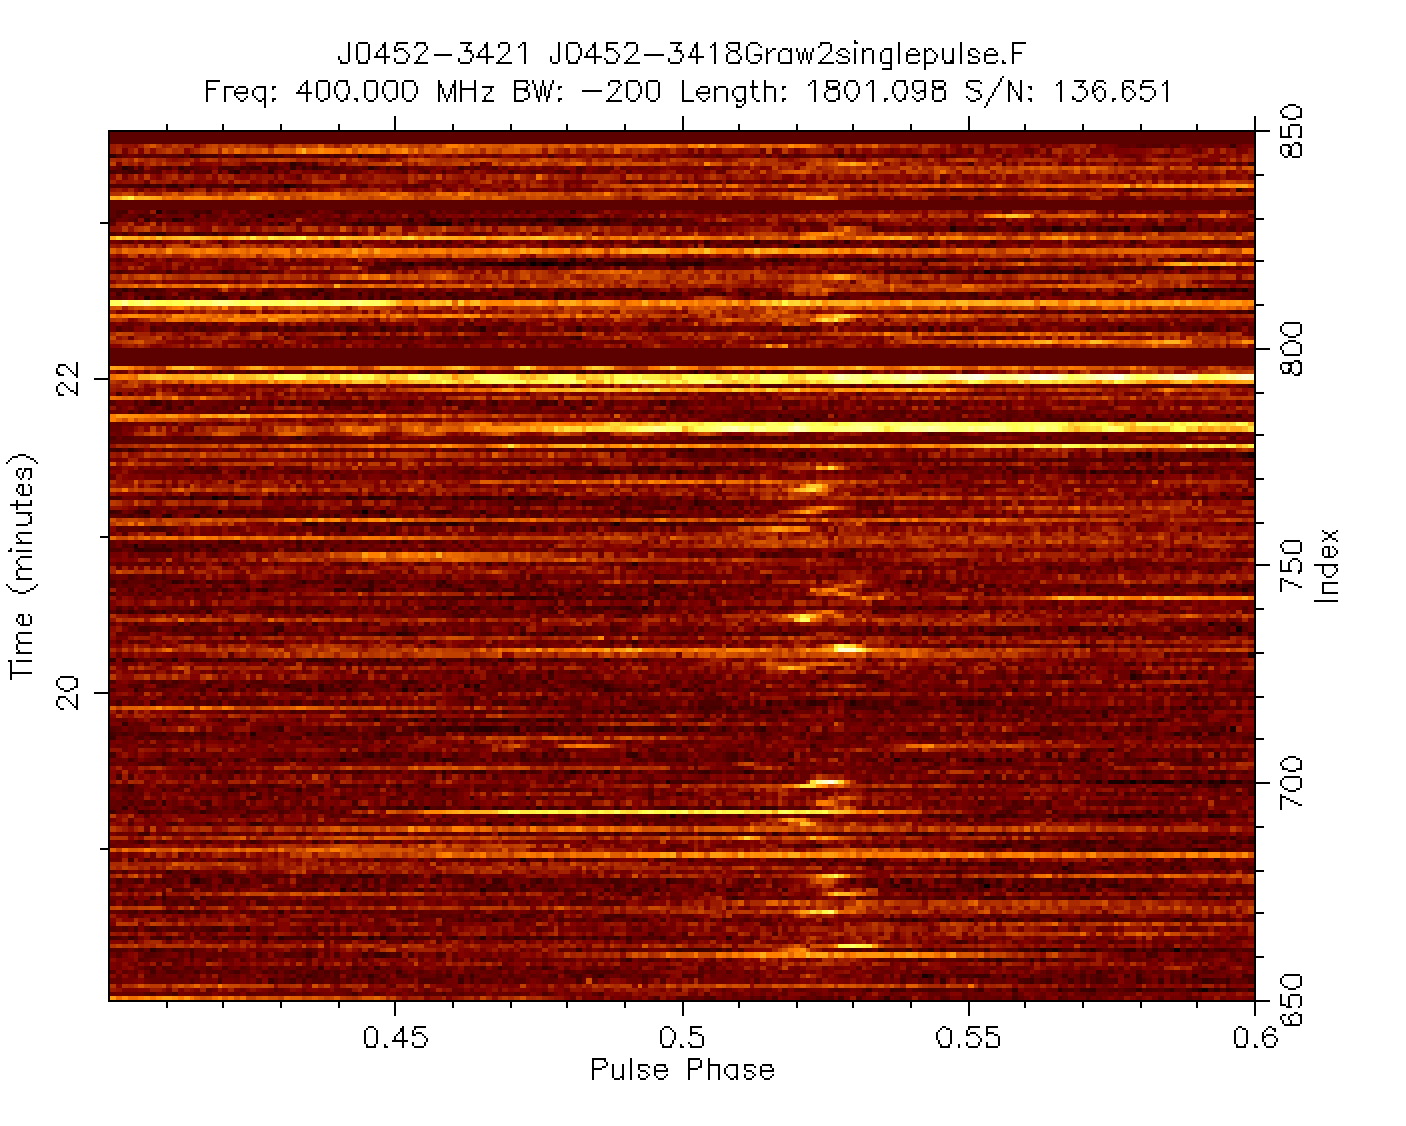 J0452-3421 J0452-3418Graw2singlepulse.F
Freq: 400.000 MHz BW: -200 Length: 1801.098 S/N: 136.651
850
800
750
700
650
Index
22
20
Time (minutes)
0.45 0.5 0.55 0.6
Pulse Phase